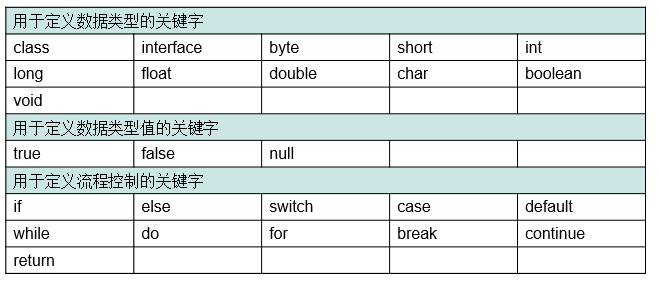 用于定义数据类型的关键字
class interface byte short int
long float double char boolean
void
用于定义数据类型值的关键字
true false null
用于定义流程控制的关键字
if else switch case default
while do for break continue
return